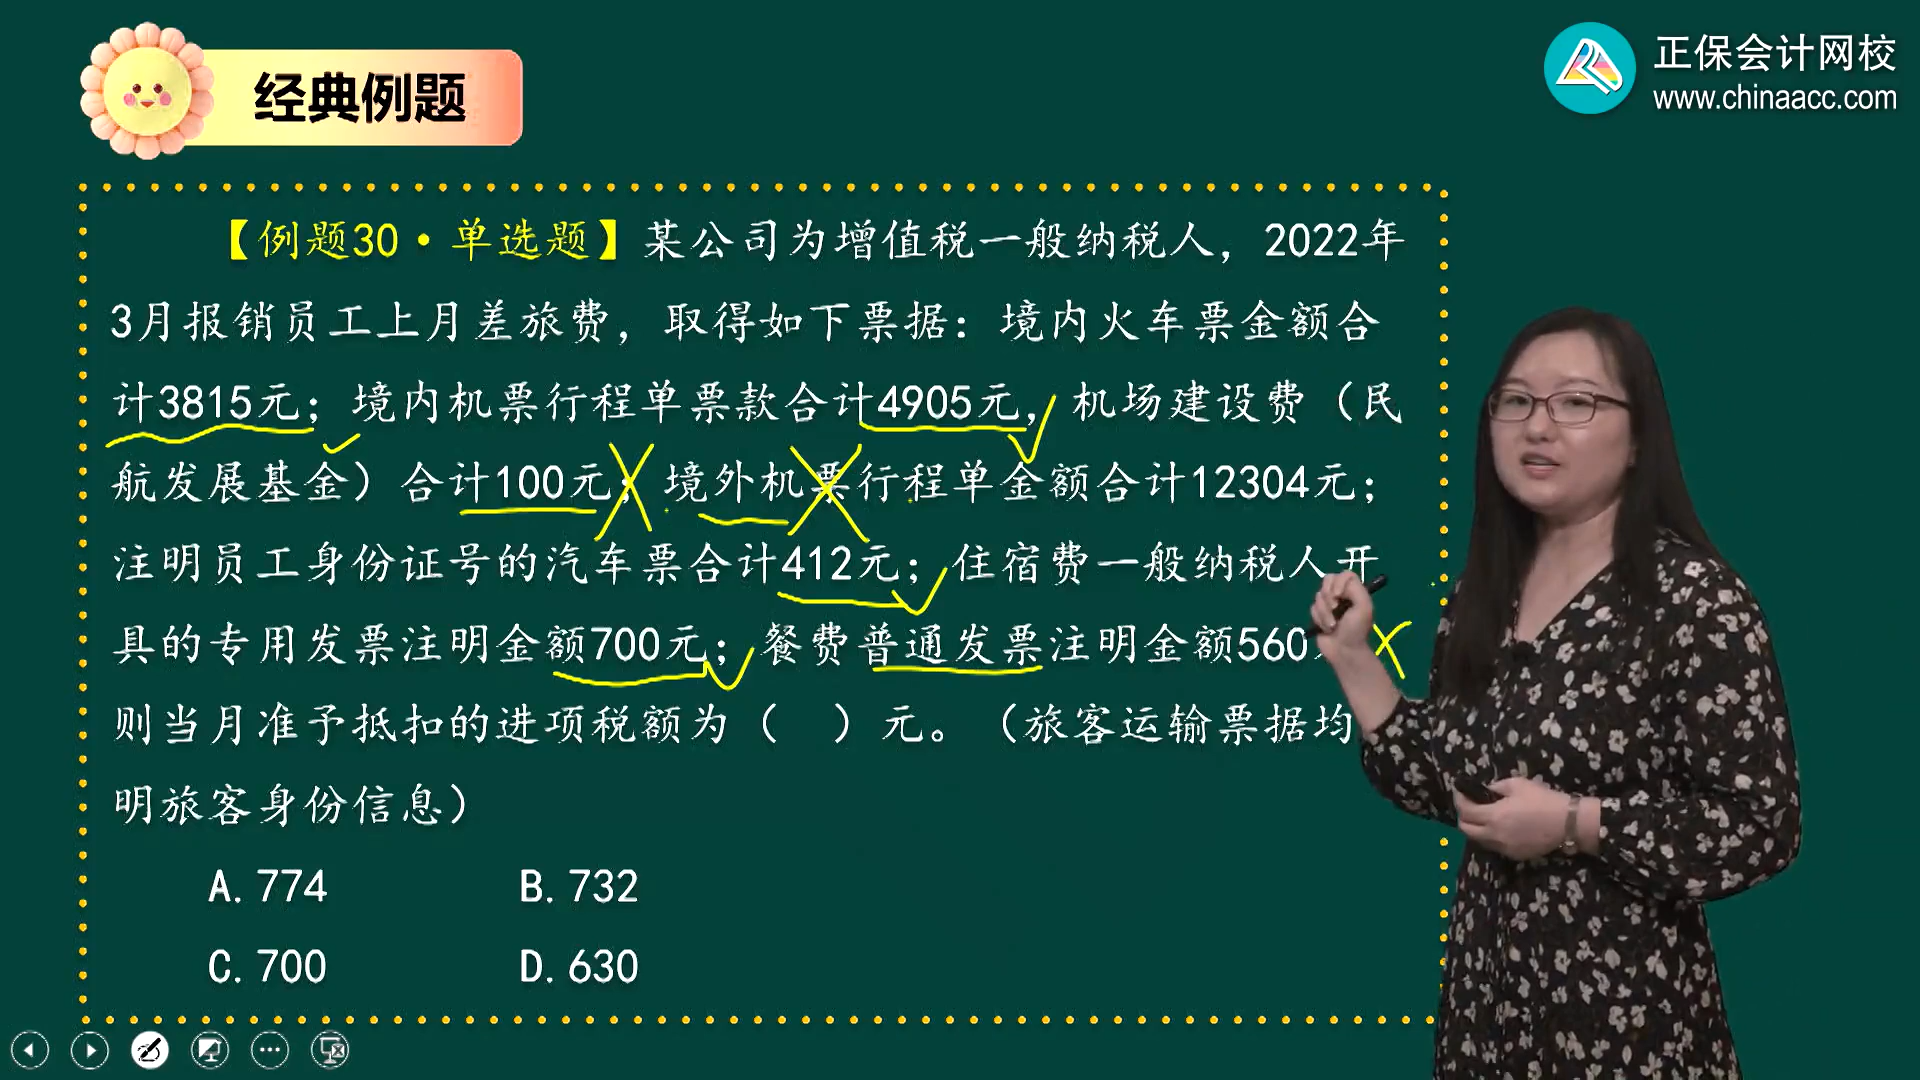 经典例题
正保会计网校
www.chinaacc.com
【例题30·单选题】某公司为增值税一般纳税人，2022年
3月报销员工上月差旅费，取得如下票据：境内火车票金额合
计3815元；境内机票行程单票款合计4905元，机场建设费（民
航发展基金）合计100元；境外机票行程单金额合计12304元；
注明员工身份证号的汽车票合计412元；住宿费一般纳税人开
具的专用发票注明金额700元；餐费普通发票注明金额560
则当月准予抵扣的进项税额为（ ）元。（旅客运输票据均
明旅客身份信息）
A. 774 B. 732
C. 700 D. 630